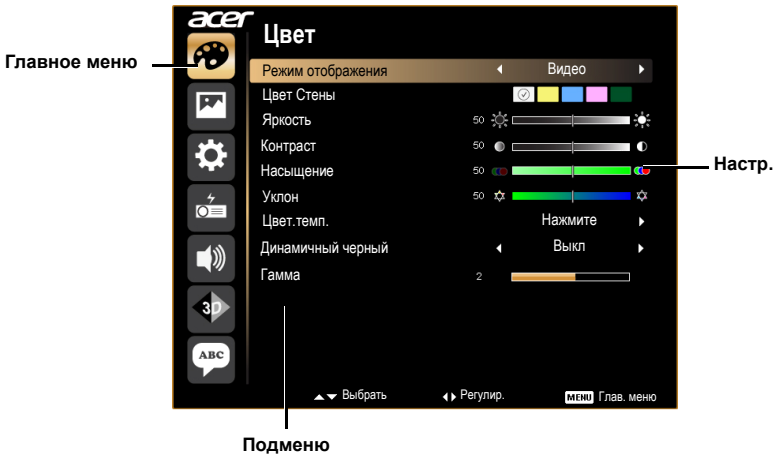 acer
Цвет
Главное меню
Режим отображения Видео
Цвет Стены
Яркость 50
Контраст 50
Насыщение 50
Настр.
Уклон 50
Цвет.темп. Нажмите
Динамичный черный Выкл
Гамма 2
3D
ABC
Выбрать Регулир. MENU Глав. меню
Подменю